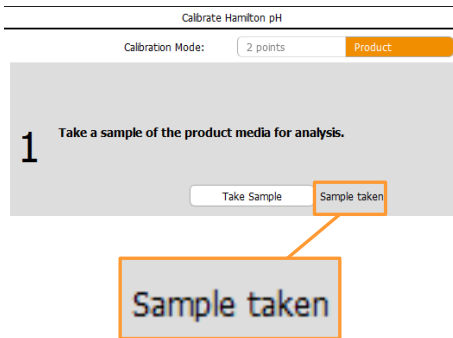 Calibrate Hamilton pH
Calibration Mode: 2 points Product
1 Take a sample of the product media for analysis.
Take Sample Sample taken
Sample taken